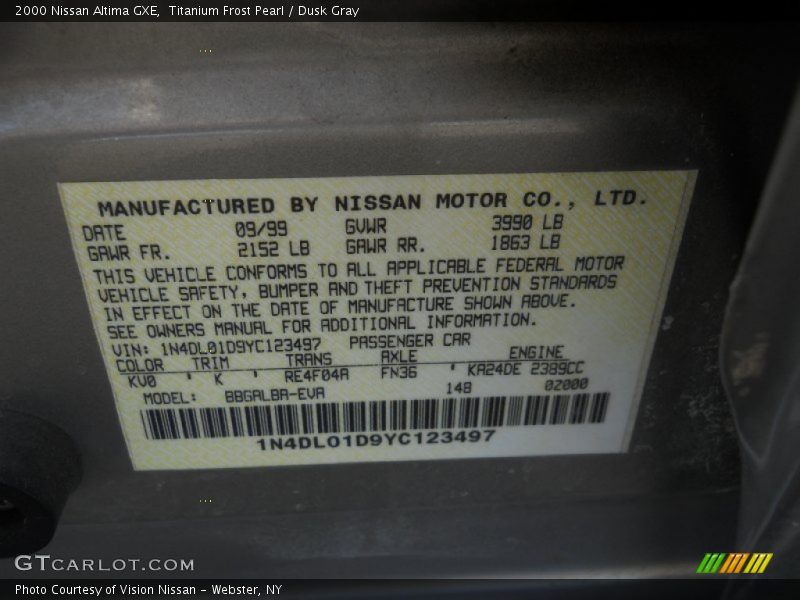 2000 Nissan Altima GXE,  Titanium Frost Pearl / Dusk Gray
MANUFACTURED BY NISSAN MOTOR CO., LTD.
DATE 09/99 GVWR 3990 LB
GAWR FR. 2152 LB GAWR RR. 1863 LB
THIS VEHICLE CONFORMS TO ALL APPLICABLE FEDERAL MOTOR
VEHICLE SAFETY, BUMPER AND THEFT PREVENTION STANDARDS
IN EFFECT ON THE DATE OF MANUFACTURE SHOWN ABOVE.
SEE OWNERS MANUAL FOR ADDITIONAL INFORMATION.
VIN: 1N4DL01D9YC123497 PASSENGER CAR
COLOR TRIM TRANS AXLE ENGINE
KV0 ' K ' RE4F04A FN36 ' KA24DE 2389CC
MODEL: BBGALBA-EVA 148 0Z000
1N4DL01D9YC123497
GTCARLOT.COM
Photo Courtesy of Vision Nissan - Webster, NY